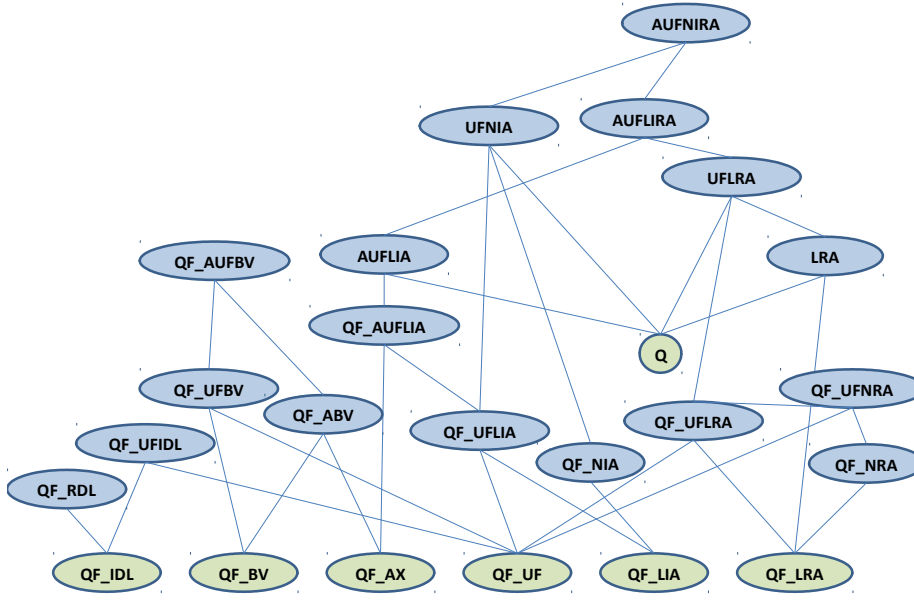 AUFNIRA
AUFLIRA
UFNIA
UFLRA
AUFLIA
LRA
QF_AUFBV
QF_AUFLIA
Q
QF_UFBV
QF_UFNRA
QF_ABV
QF_UFLRA
QF_UFLIA
QF_UFIDL
QF_NIA
QF_NRA
QF_RDL
QF_IDL
QF_BV
QF_AX
QF_UF
QF_LIA
QF_LRA